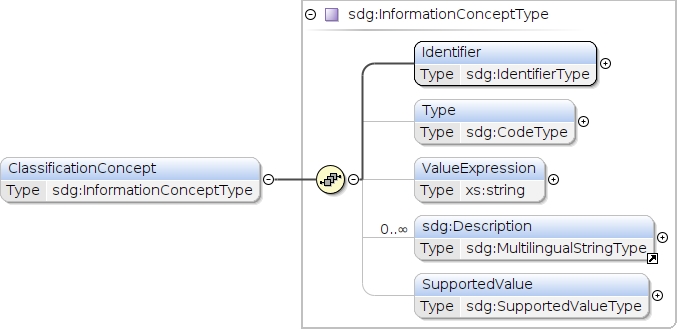 sdg:InformationConceptType
Identifier
Type sdg:IdentifierType
Type
Type sdg:CodeType
ClassificationConcept
Type sdg:InformationConceptType
ValueExpression
Type xs:string
0..∞
sdg:Description
Type sdg:MultilingualStringType
SupportedValue
Type sdg:SupportedValueType